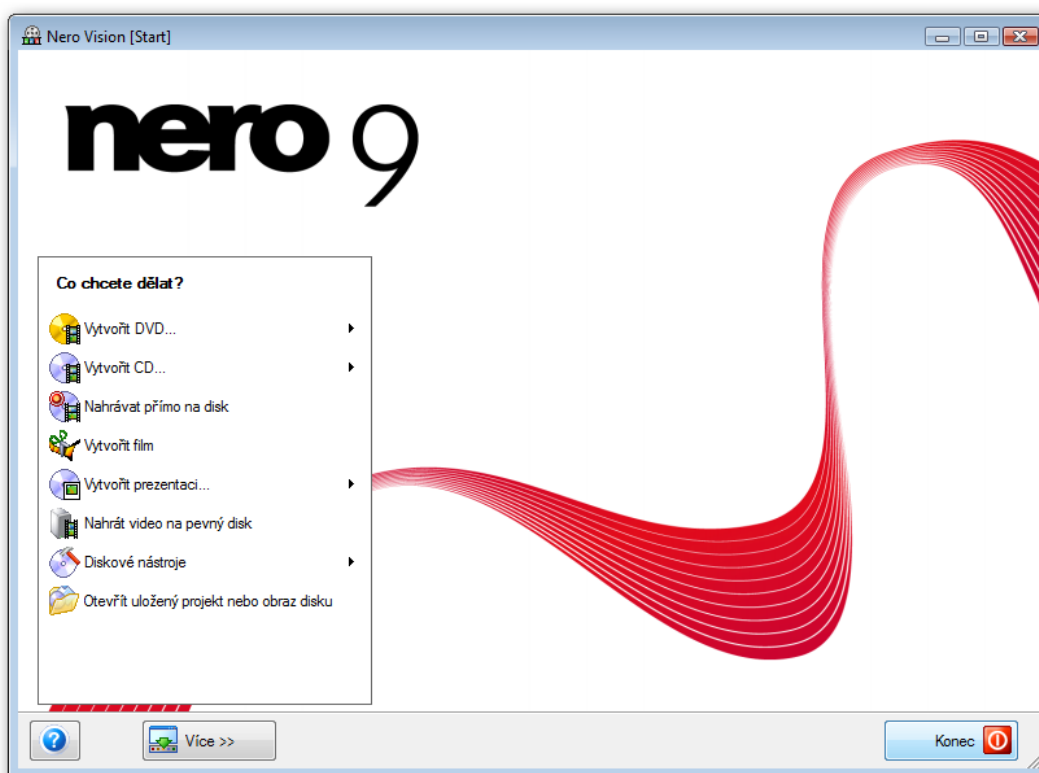 Nero Vision [Start]
nero 9
Co chcete dělat?
Vytvořit DVD...
Vytvořit CD...
Nahrávat přímo na disk
Vytvořit film
Vytvořit prezentaci...
Nahrát video na pevný disk
Diskové nástroje
Otevřít uložený projekt nebo obraz disku
?
Více >>
Konec